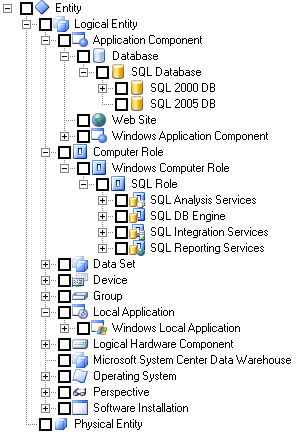 Entity
Logical Entity
Application Component
Database
SQL Database
SQL 2000 DB
SQL 2005 DB
Web Site
Windows Application Component
Computer Role
Windows Computer Role
SQL Role
SQL Analysis Services
SQL DB Engine
SQL Integration Services
SQL Reporting Services
Data Set
Device
Group
Local Application
Windows Local Application
Logical Hardware Component
Microsoft System Center Data Warehouse
Operating System
Perspective
Software Installation
Physical Entity